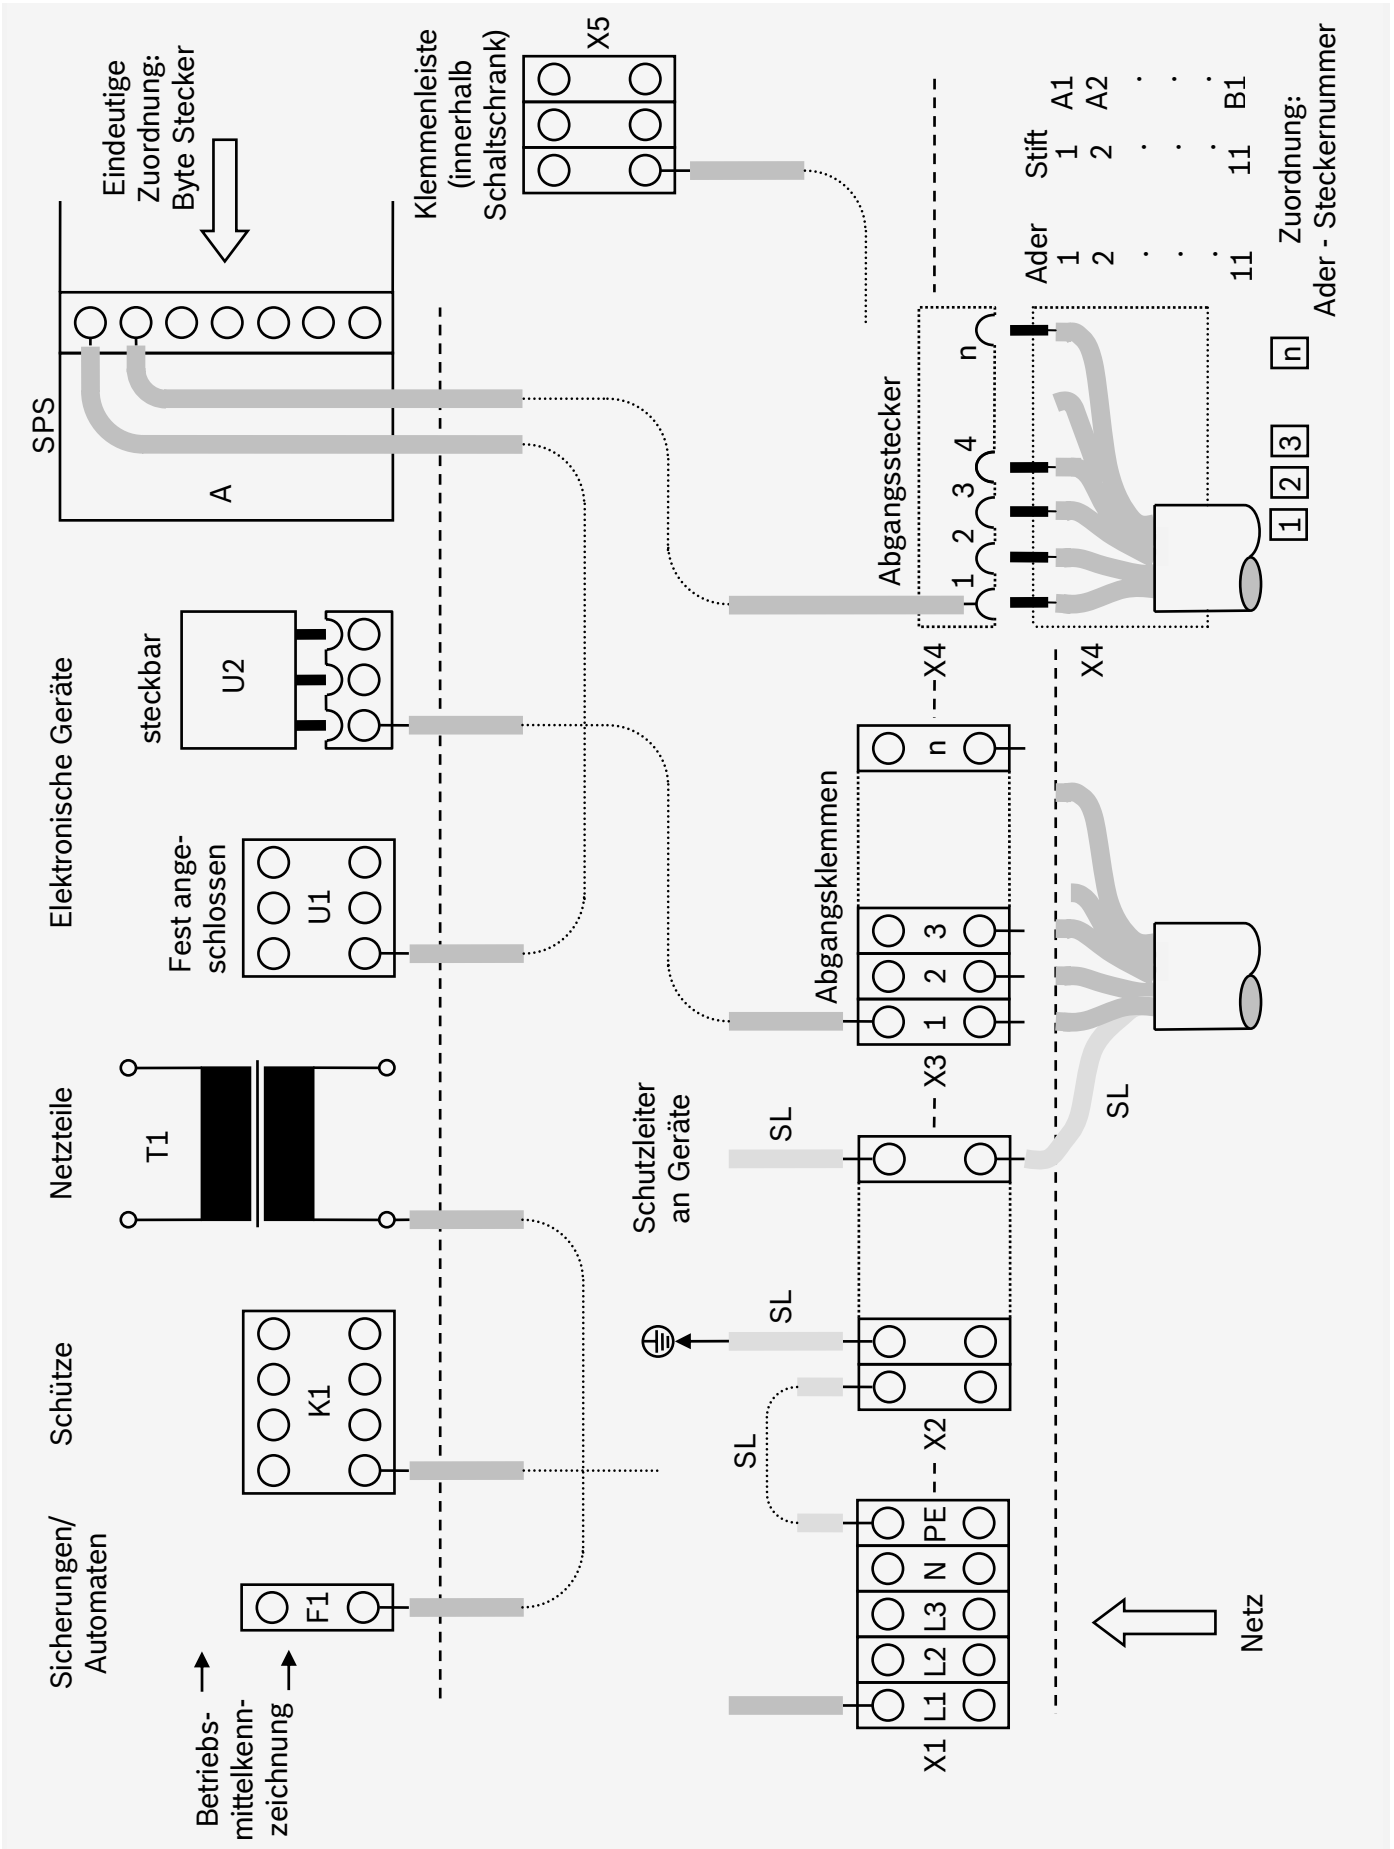 Sicherungen/
Automaten
Schütze
Netzteile
Elektronische Geräte
SPS
Eindeutige
Zuordnung:
Byte Stecker
Betriebs-
mittelkenn-
zeichnung
F1
K1
T1
Fest ange-
schlossen
U1
steckbar
U2
A
Klemmenleiste
(innerhalb
Schaltschrank)
X5
Schutzleiter
an Geräte
SL
SL
SL
Abgangsklemmen
Abgangsstecker
X1
L1
L2
L3
N
PE
X2
X3
1
2
3
n
X4
1
2
3
4
n
Netz
SL
X4
1
2
3
n
Ader
Stift
1
1
A1
2
2
A2
. . .
. . .
. . .
11
11
B1
Zuordnung:
Ader - Steckernummer